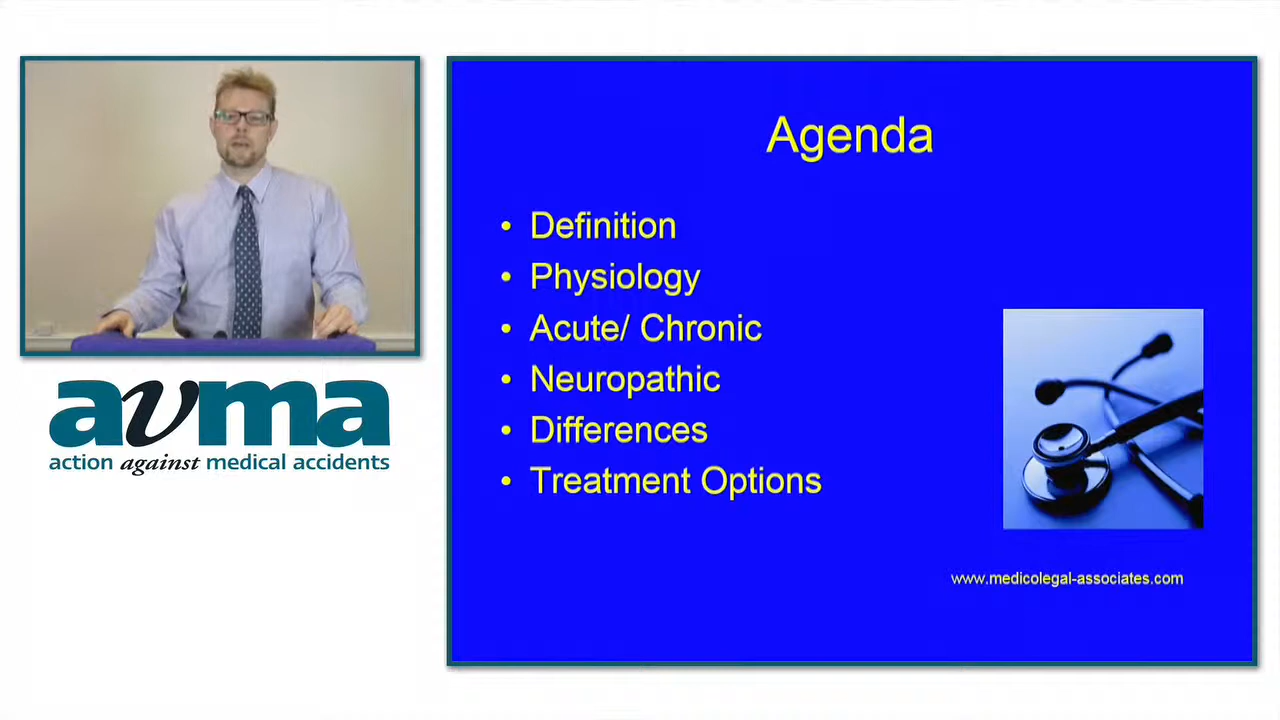 avma
action against medical accidents
Agenda
• Definition
• Physiology
• Acute/ Chronic
• Neuropathic
• Differences
• Treatment Options
www.medicolegal-associates.com